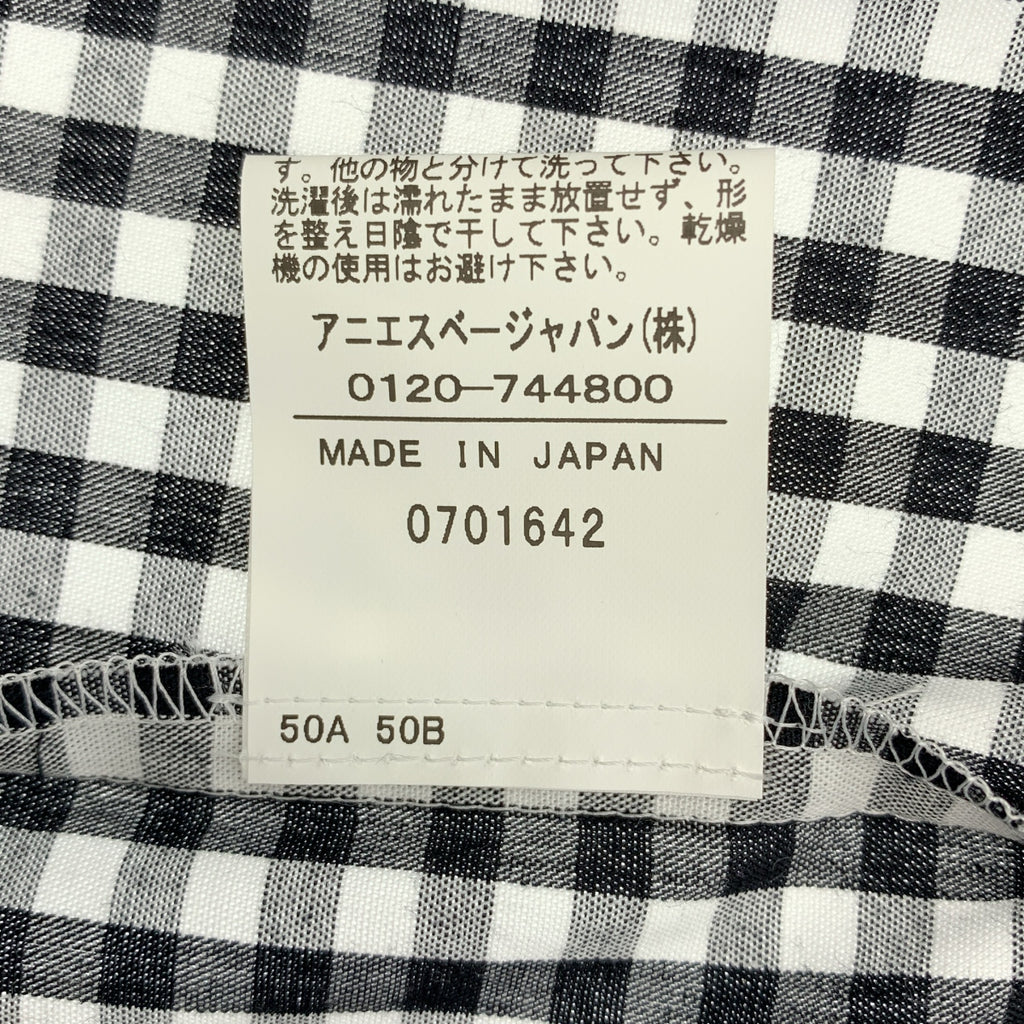 す。他の物と分けて洗って下さい。
洗濯後は濡れたまま放置せず、形
を整え日陰で干して下さい。乾燥
機の使用はお避け下さい。
アニエスベージャパン(株)
0120-744800
MADE IN JAPAN
0701642
50A 50B